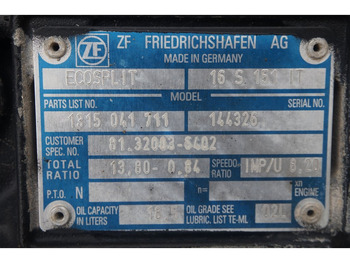 ZF FRIEDRICHSHAFEN AG
MADE IN GERMANY
ECOSPLIT 16 S 151 IT
MODEL
PARTS LIST NO. SERIAL NO.
1315 041 711 144325
CUSTOMER SPEC. NO. 81.32003-6402
TOTAL RATIO 13,80- 0,84 SPEEDO RATIO IMP/U
P.T.O. N n= xn ENGINE
OIL CAPACITY IN LITERS OIL GRADE SEE LUBRIC. LIST TE-ML 02